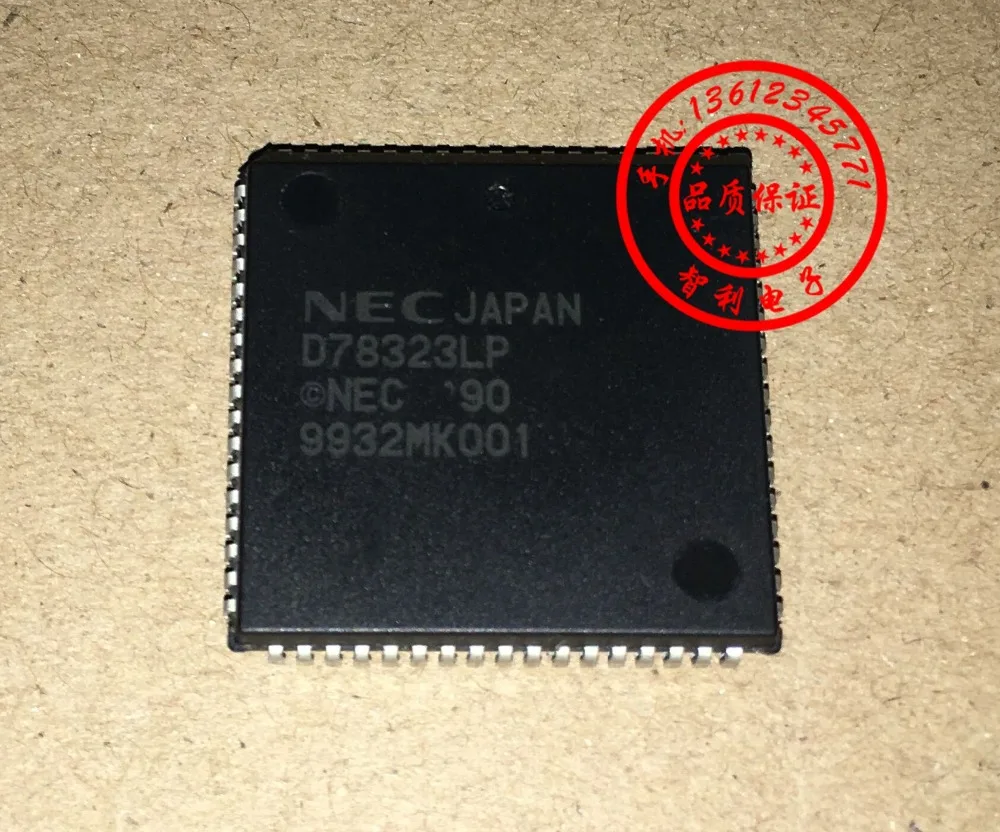 NEC JAPAN
D78323LP
©NEC '90
9932MK001
手机:13612345771
品质保证
智利电子